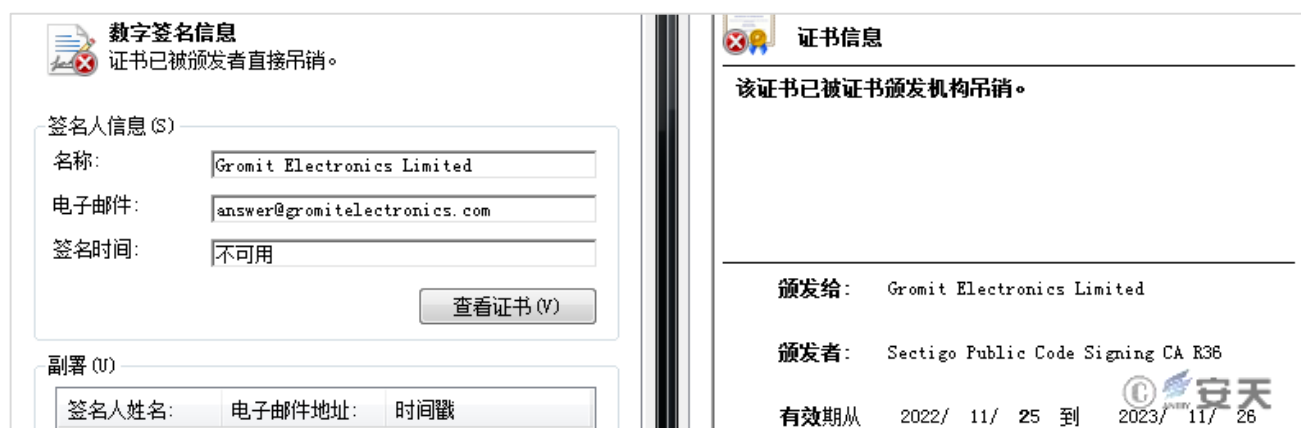 数字签名信息
证书已被颁发者直接吊销。
签名人信息(S)
名称:
Gromit Electronics Limited
电子邮件:
answer@gromitelectronics.com
签名时间:
不可用
查看证书(V)
副署(U)
签名人姓名: 电子邮件地址: 时间戳
证书信息
该证书已被证书颁发机构吊销。
颁发给: Gromit Electronics Limited
颁发者: Sectigo Public Code Signing CA R36
有效期从 2022/ 11/ 25 到 2023/ 11/ 26
© 安天
ANTIY